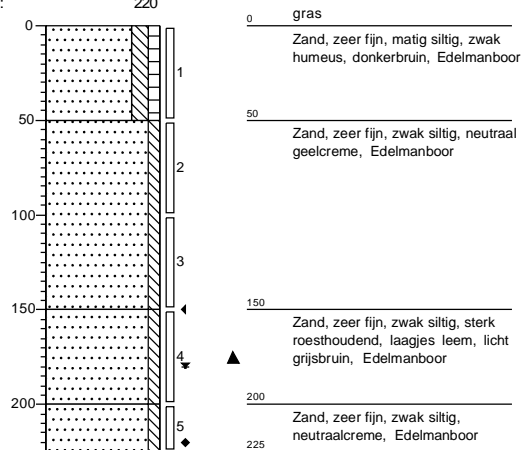 : 220
0
50
100
150
200
1
2
3
4
5
0 gras
Zand, zeer fijn, matig siltig, zwak
humeus, donkerbruin, Edelmanboor
50
Zand, zeer fijn, zwak siltig, neutraal
geelcreme, Edelmanboor
150
Zand, zeer fijn, zwak siltig, sterk
roesthoudend, laagjes leem, licht
grijsbruin, Edelmanboor
200
Zand, zeer fijn, zwak siltig,
neutraalcreme, Edelmanboor
225